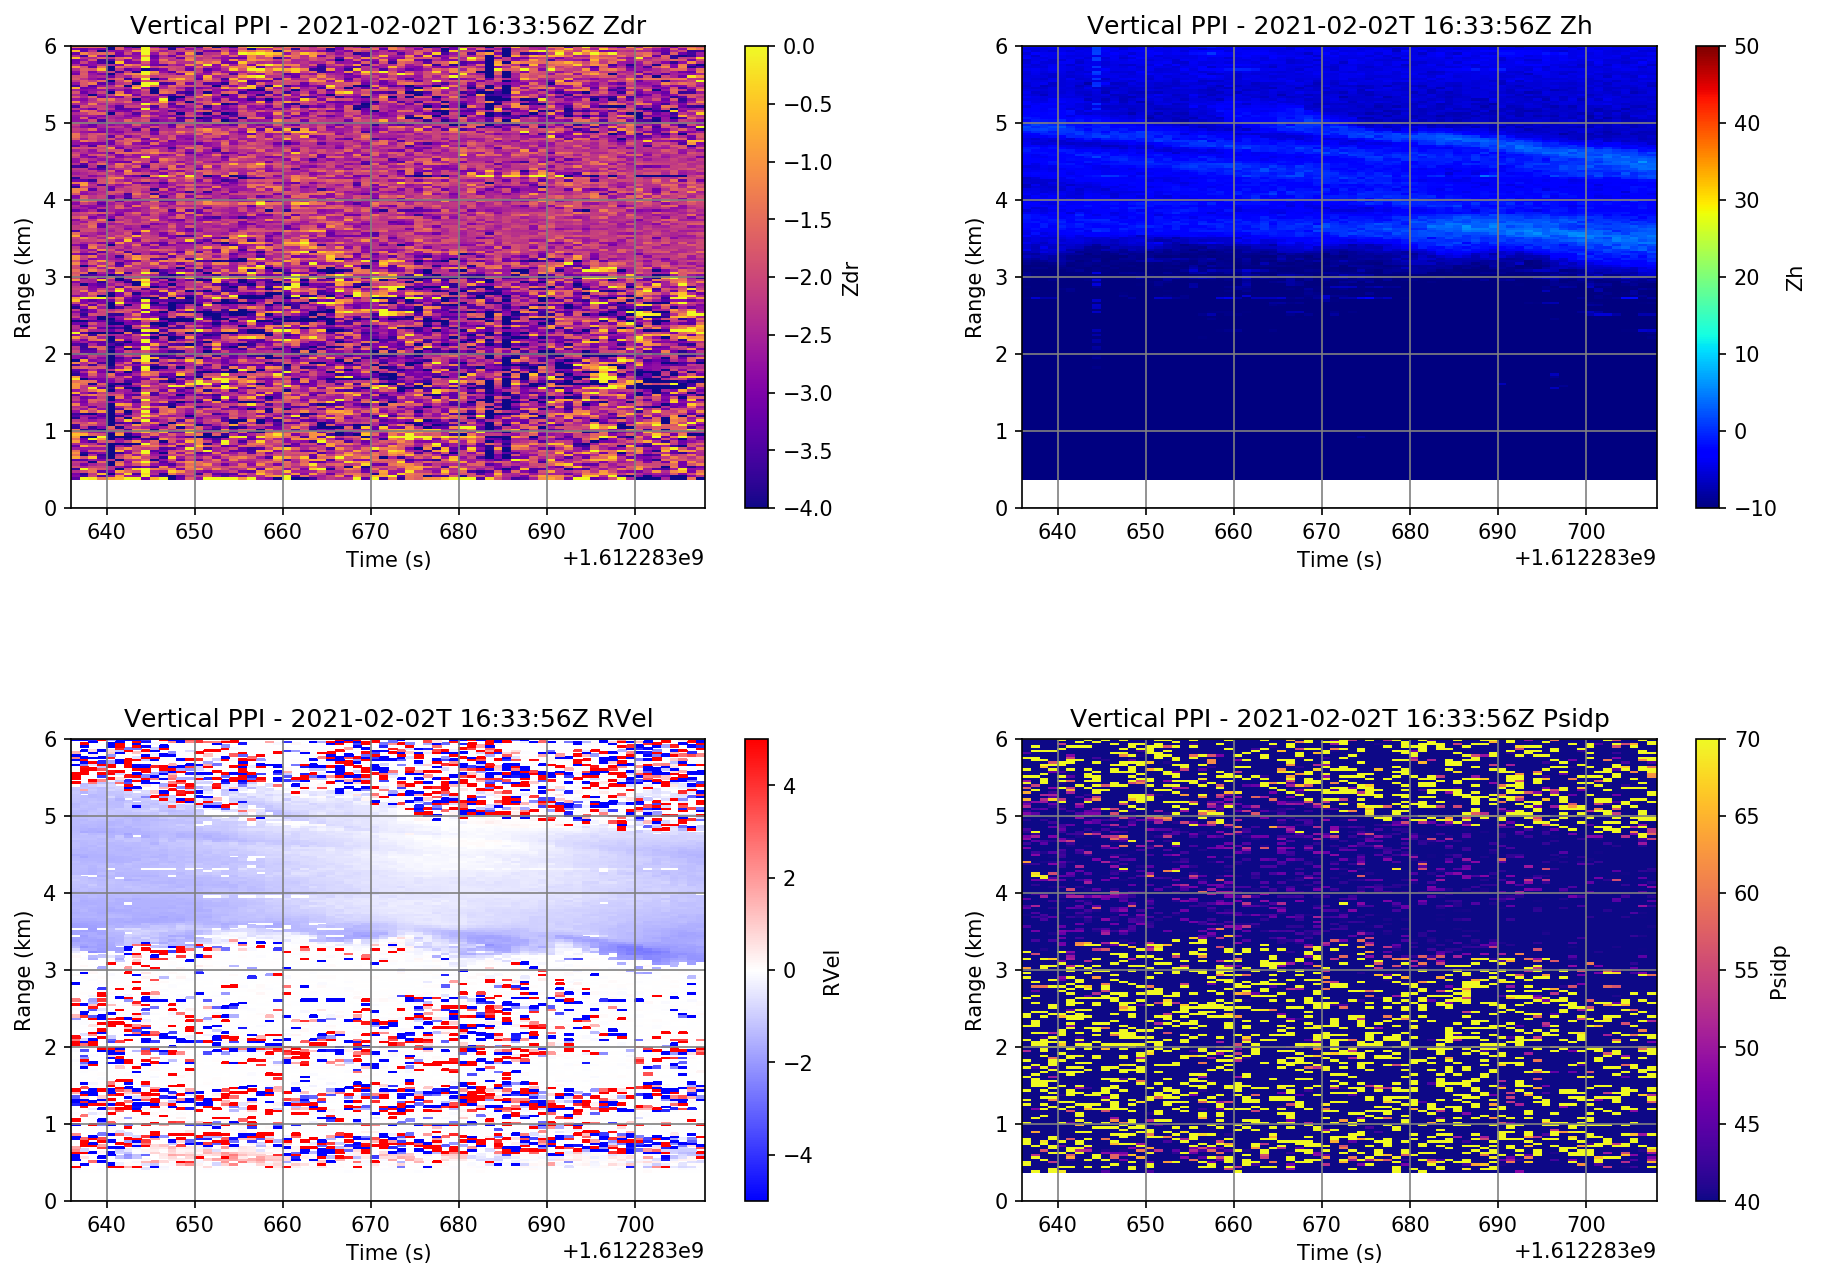 Vertical PPI - 2021-02-02T 16:33:56Z Zdr
6
5
4
3
2
1
0
Range (km)
640 650 660 670 680 690 700
Time (s)
+1.612283e9
0.0
−0.5
−1.0
−1.5
−2.0
−2.5
−3.0
−3.5
−4.0
Zdr
Vertical PPI - 2021-02-02T 16:33:56Z Zh
6
5
4
3
2
1
0
Range (km)
640 650 660 670 680 690 700
Time (s)
+1.612283e9
50
40
30
20
10
0
−10
Zh
Vertical PPI - 2021-02-02T 16:33:56Z RVel
6
5
4
3
2
1
0
Range (km)
640 650 660 670 680 690 700
Time (s)
+1.612283e9
4
2
0
−2
−4
RVel
Vertical PPI - 2021-02-02T 16:33:56Z Psidp
6
5
4
3
2
1
0
Range (km)
640 650 660 670 680 690 700
Time (s)
+1.612283e9
70
65
60
55
50
45
40
Psidp